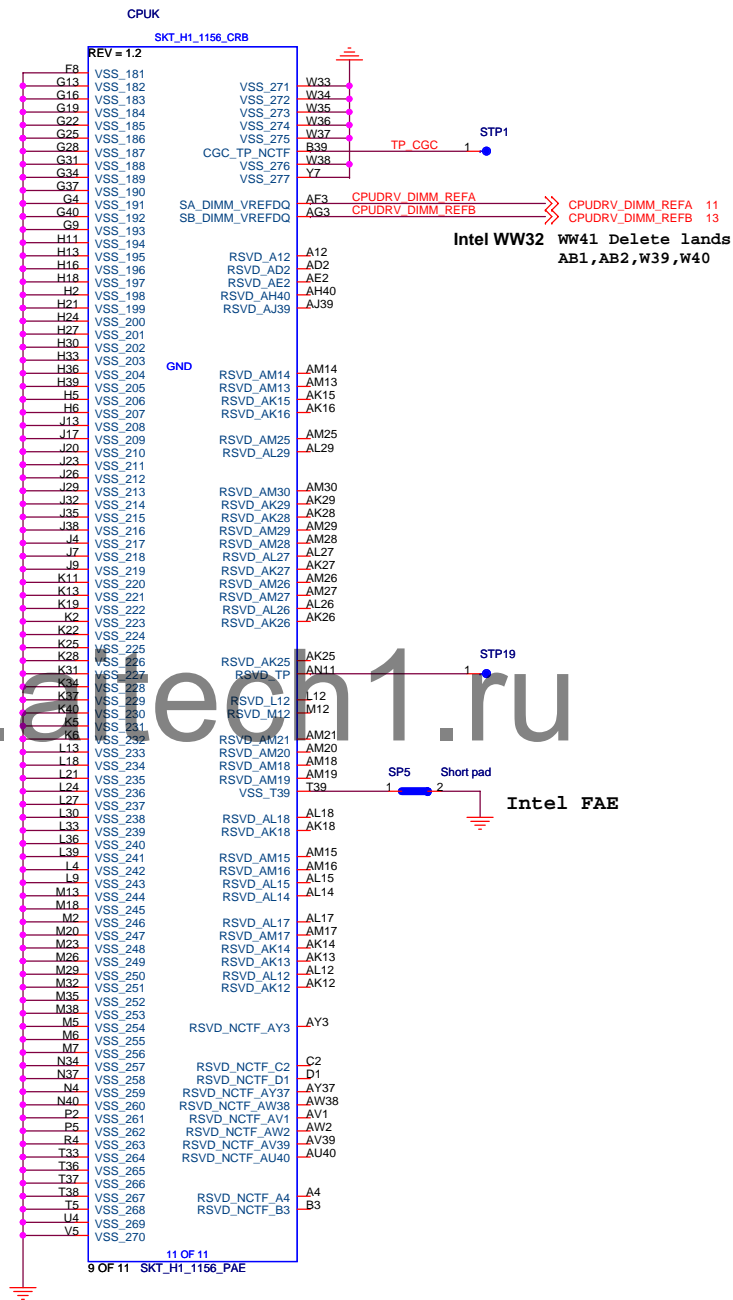 CPUK
SKT_H1_1156_CRB
REV = 1.2
F8 VSS_181
G13 VSS_182 VSS_271 W33
G16 VSS_183 VSS_272 W34
G19 VSS_184 VSS_273 W35
G22 VSS_185 VSS_274 W36
G25 VSS_186 VSS_275 W37
G28 VSS_187 CGC_TP_NCTF B39 TP_CGC 1 STP1
G31 VSS_188 VSS_276 W38
G34 VSS_189 VSS_277 Y7
G37 VSS_190
G4 VSS_191 SA_DIMM_VREFDQ AF3 CPUDRV_DIMM_REFA CPUDRV_DIMM_REFA 11
G40 VSS_192 SB_DIMM_VREFDQ AG3 CPUDRV_DIMM_REFB CPUDRV_DIMM_REFB 13
G9 VSS_193
Intel WW32 WW41 Delete lands
AB1,AB2,W39,W40
H11 VSS_194
H13 VSS_195 RSVD_A12 A12
H16 VSS_196 RSVD_AD2 AD2
H18 VSS_197 RSVD_AE2 AE2
H2 VSS_198 RSVD_AH40 AH40
H21 VSS_199 RSVD_AJ39 AJ39
H24 VSS_200
H27 VSS_201
H30 VSS_202
H33 VSS_203
GND
H36 VSS_204 RSVD_AM14 AM14
H39 VSS_205 RSVD_AM13 AM13
H5 VSS_206 RSVD_AK15 AK15
H6 VSS_207 RSVD_AK16 AK16
J13 VSS_208
J17 VSS_209 RSVD_AM25 AM25
J20 VSS_210 RSVD_AL29 AL29
J23 VSS_211
J26 VSS_212
J29 VSS_213 RSVD_AM30 AM30
J32 VSS_214 RSVD_AK29 AK29
J35 VSS_215 RSVD_AK28 AK28
J38 VSS_216 RSVD_AM29 AM29
J4 VSS_217 RSVD_AM28 AM28
J7 VSS_218 RSVD_AL27 AL27
J9 VSS_219 RSVD_AK27 AK27
K11 VSS_220 RSVD_AM26 AM26
K13 VSS_221 RSVD_AM27 AM27
K19 VSS_222 RSVD_AL26 AL26
K2 VSS_223 RSVD_AK26 AK26
K22 VSS_224
K25 VSS_225
K28 VSS_226 RSVD_AK25 AK25
K31 VSS_227 RSVD_TP AN11 1 STP19
K34 VSS_228
K37 VSS_229 RSVD_L12 L12
K40 VSS_230 RSVD_M12 M12
K5 VSS_231
K6 VSS_232 RSVD_AM21 AM21
.aitech1.ru
L13 VSS_233 RSVD_AM20 AM20
L18 VSS_234 RSVD_AM18 AM18
L21 VSS_235 RSVD_AM19 AM19
L24 VSS_236 VSS_T39 T39 1 SP5 2 Short pad
Intel FAE
L27 VSS_237
L30 VSS_238 RSVD_AL18 AL18
L33 VSS_239 RSVD_AK18 AK18
L36 VSS_240
L39 VSS_241 RSVD_AM15 AM15
L4 VSS_242 RSVD_AM16 AM16
L9 VSS_243 RSVD_AL15 AL15
M13 VSS_244 RSVD_AL14 AL14
M18 VSS_245
M2 VSS_246 RSVD_AL17 AL17
M20 VSS_247 RSVD_AM17 AM17
M23 VSS_248 RSVD_AK14 AK14
M26 VSS_249 RSVD_AK13 AK13
M29 VSS_250 RSVD_AL12 AL12
M32 VSS_251 RSVD_AK12 AK12
M35 VSS_252
M38 VSS_253
M5 VSS_254 RSVD_NCTF_AY3 AY3
M6 VSS_255
M7 VSS_256
N34 VSS_257 RSVD_NCTF_C2 C2
N37 VSS_258 RSVD_NCTF_D1 D1
N4 VSS_259 RSVD_NCTF_AY37 AY37
N40 VSS_260 RSVD_NCTF_AW38 AW38
P2 VSS_261 RSVD_NCTF_AV1 AV1
P5 VSS_262 RSVD_NCTF_AW2 AW2
R4 VSS_263 RSVD_NCTF_AV39 AV39
T33 VSS_264 RSVD_NCTF_AU40 AU40
T36 VSS_265
T37 VSS_266
T38 VSS_267 RSVD_NCTF_A4 A4
T5 VSS_268 RSVD_NCTF_B3 B3
U4 VSS_269
V5 VSS_270
11 OF 11
9 OF 11 SKT_H1_1156_PAE